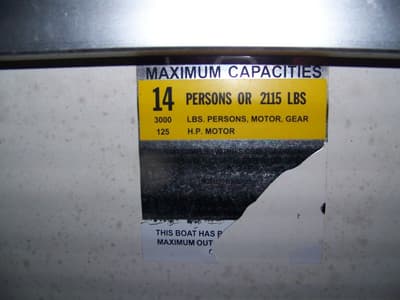 MAXIMUM CAPACITIES
14 PERSONS OR 2115 LBS
3000 LBS. PERSONS, MOTOR, GEAR
125 H.P. MOTOR
THIS BOAT HAS
MAXIMUM OUT